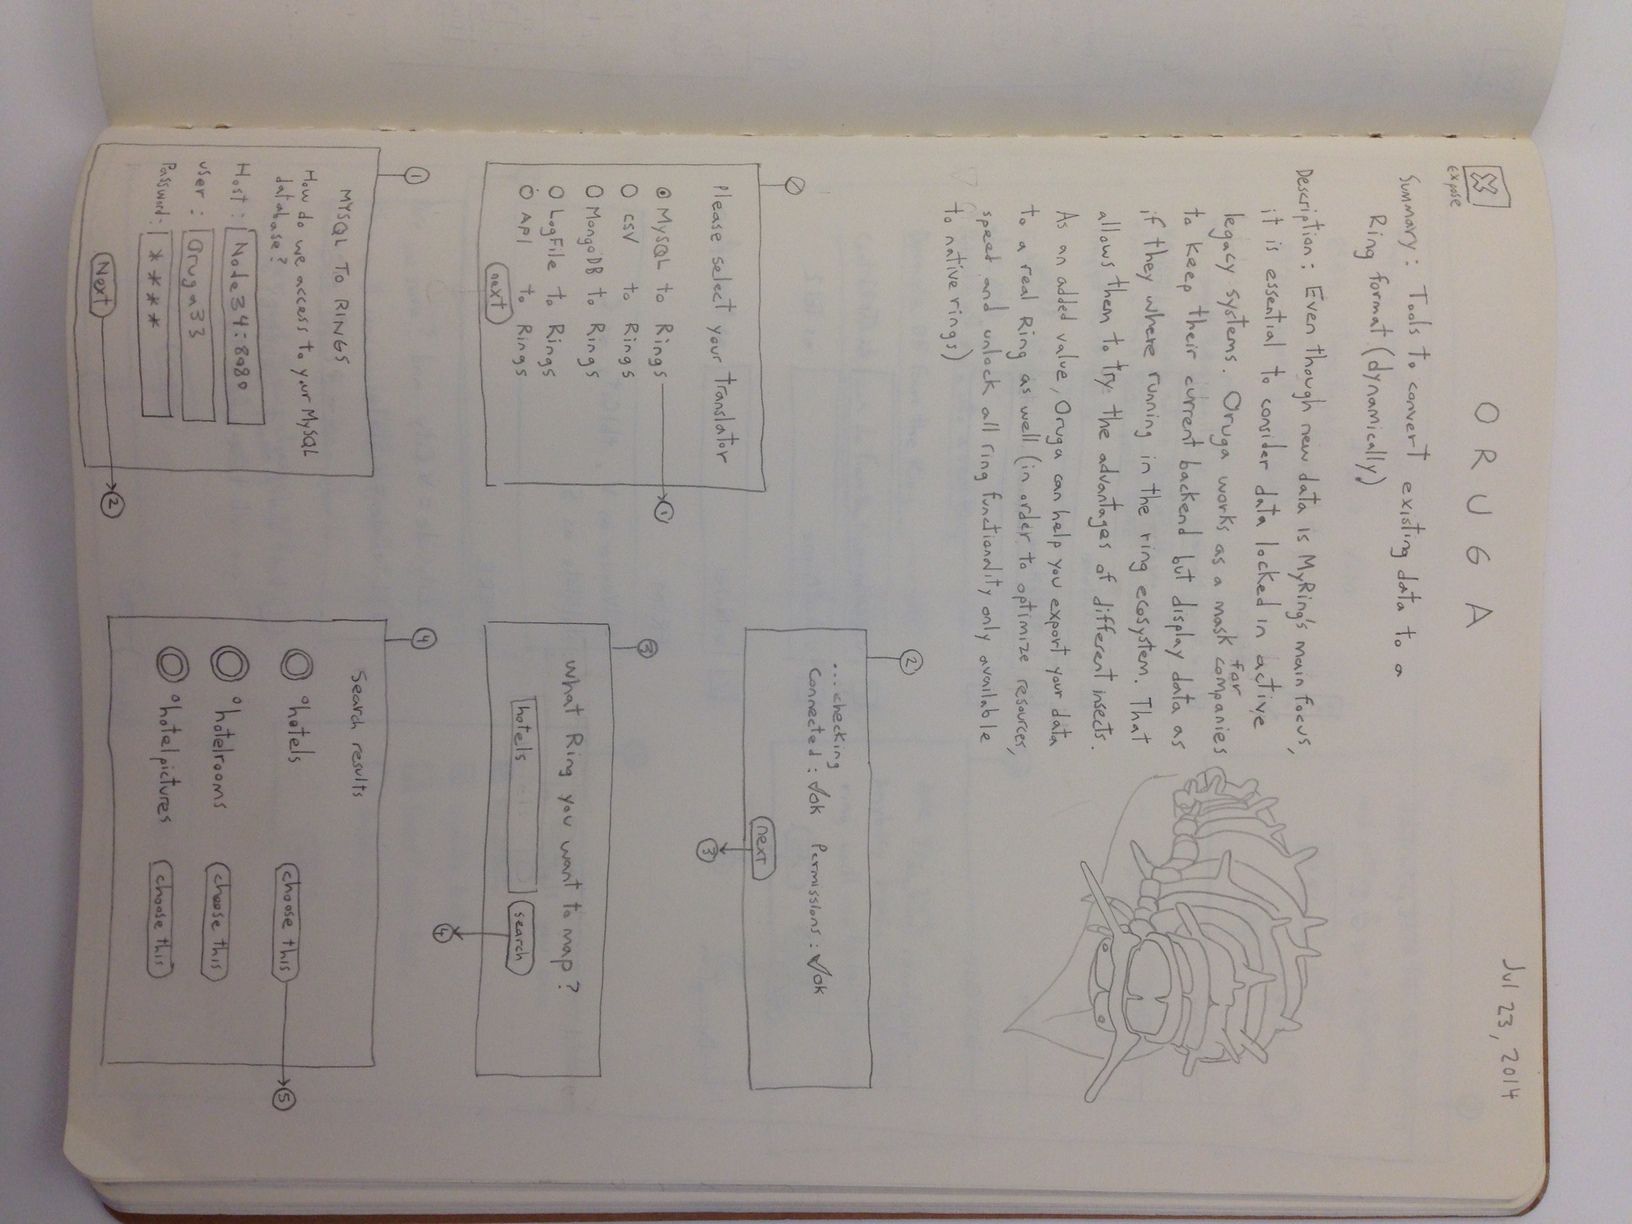 Jul 23, 2014
expose
ORUGA
Summary: Tools to convert existing data to a
Ring format (dynamically)
Description: Even though new data is MyRing's main focus,
it is essential to consider data locked in active
legacy systems. Oruga works as a mask for companies
to keep their current backend but display data as
if they where running in the ring ecosystem. That
allows them to try the advantages of different insects.
As an added value, Oruga can help you export your data
to a real Ring as well (in order to optimize resources,
speed and unlock all ring functionality only available
to native rings)
0
Please select your Translator
MySQL to Rings
1
CSV to Rings
MongoDB to Rings
LogFile to Rings
API to Rings
next
1
MYSQL TO RINGS
How do we access to your MySQL
database?
Host: Node34:8080
user: Oruga33
Password: ****
Next
2
2
...checking
Connected: √OK Permissions: √OK
next
3
3
What Ring you want to map?
hotels search
4
4
Search results
°hotels choose this
5
°hotelrooms choose this
°hotelpictures choose this